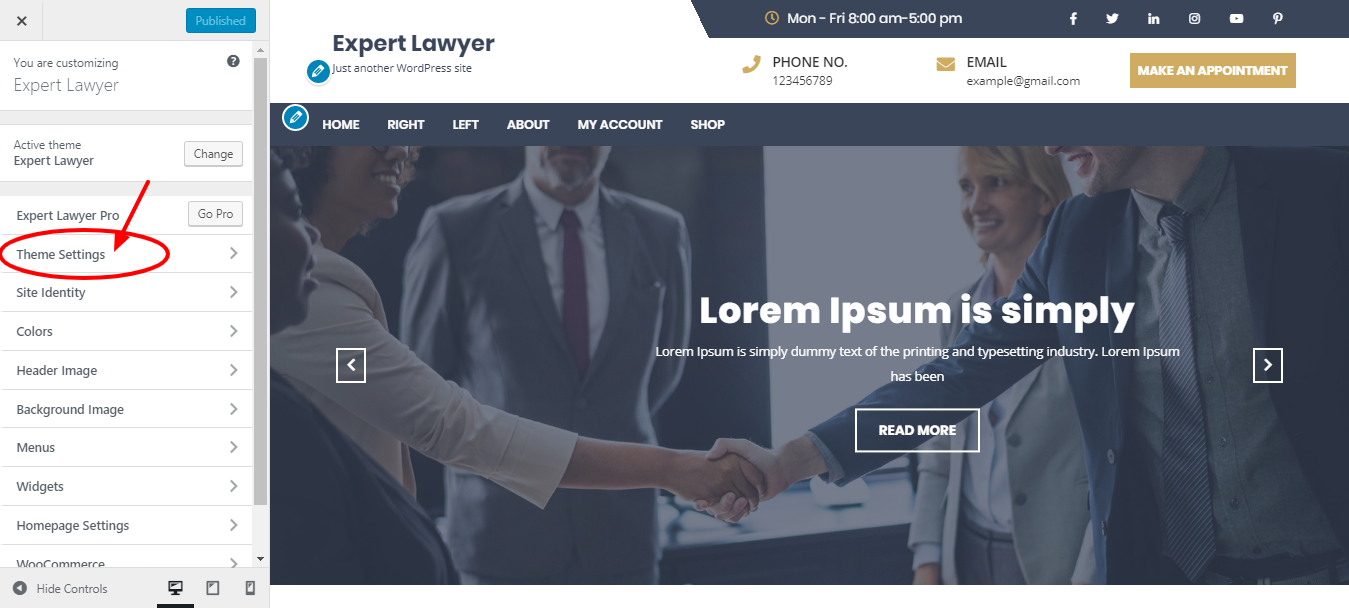 Published
You are customizing
Expert Lawyer
Active theme
Expert Lawyer
Change
Expert Lawyer Pro
Go Pro
Theme Settings
Site Identity
Colors
Header Image
Background Image
Menus
Widgets
Homepage Settings
WooCommerce
Hide Controls
Mon - Fri 8:00 am-5:00 pm
Expert Lawyer
Just another WordPress site
PHONE NO.
123456789
EMAIL
example@gmail.com
MAKE AN APPOINTMENT
HOME RIGHT LEFT ABOUT MY ACCOUNT SHOP
Lorem Ipsum is simply
Lorem Ipsum is simply dummy text of the printing and typesetting industry. Lorem Ipsum
has been
READ MORE